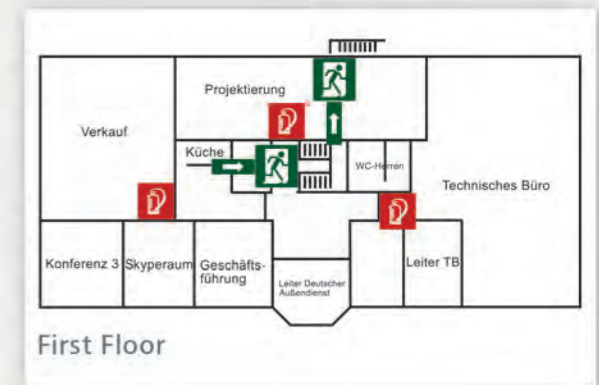 Projektierung
Verkauf
Küche
WC-Herren
Technisches Büro
Konferenz 3
Skyperaum
Geschäfts-
führung
Leiter Deutscher
Außendienst
Leiter TB
First Floor